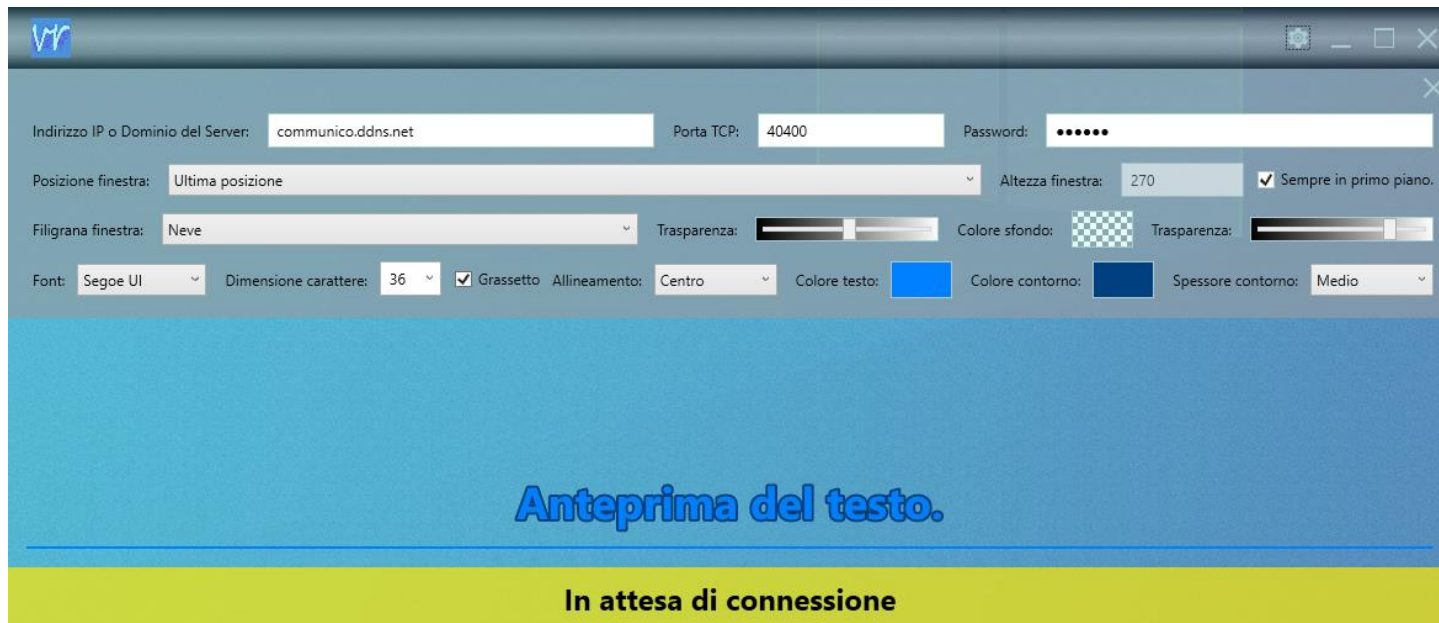 VTR
Indirizzo IP o Dominio del Server: communico.ddns.net Porta TCP: 40400 Password: ●●●●●●
Posizione finestra: Ultima posizione Altezza finestra: 270 Sempre in primo piano.
Filigrana finestra: Neve Trasparenza: Colore sfondo: Trasparenza:
Font: Segoe UI Dimensione carattere: 36 Grassetto Allineamento: Centro Colore testo: Colore contorno: Spessore contorno: Medio
Anteprima del testo.
In attesa di connessione